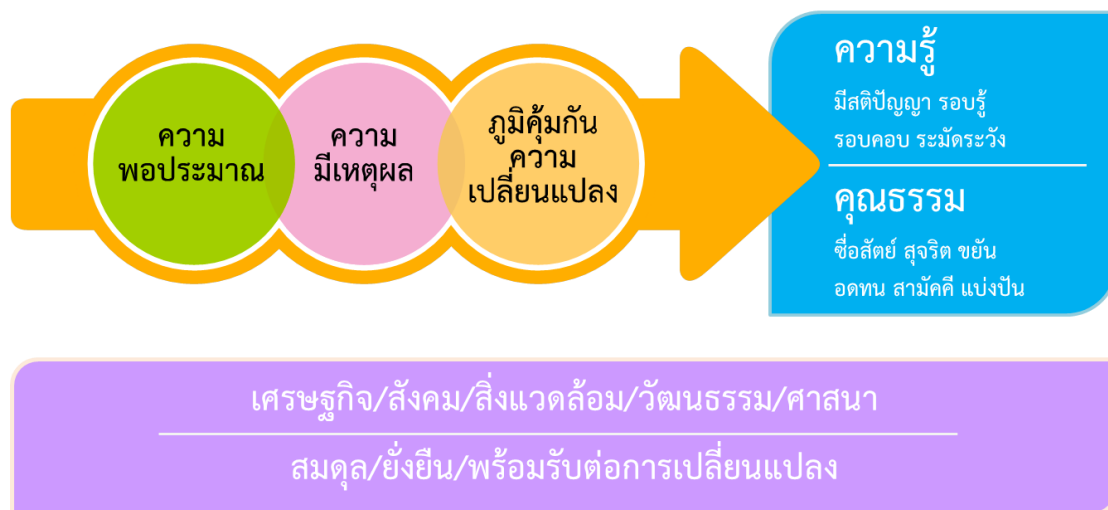 ความ
พอประมาณ
ความ
มีเหตุผล
ภูมิคุ้มกัน
ความ
เปลี่ยนแปลง
ความรู้
มีสติปัญญา รอบรู้
รอบคอบ ระมัดระวัง
คุณธรรม
ซื่อสัตย์ สุจริต ขยัน
อดทน สามัคคี แบ่งปัน
เศรษฐกิจ/สังคม/สิ่งแวดล้อม/วัฒนธรรม/ศาสนา
สมดุล/ยั่งยืน/พร้อมรับต่อการเปลี่ยนแปลง